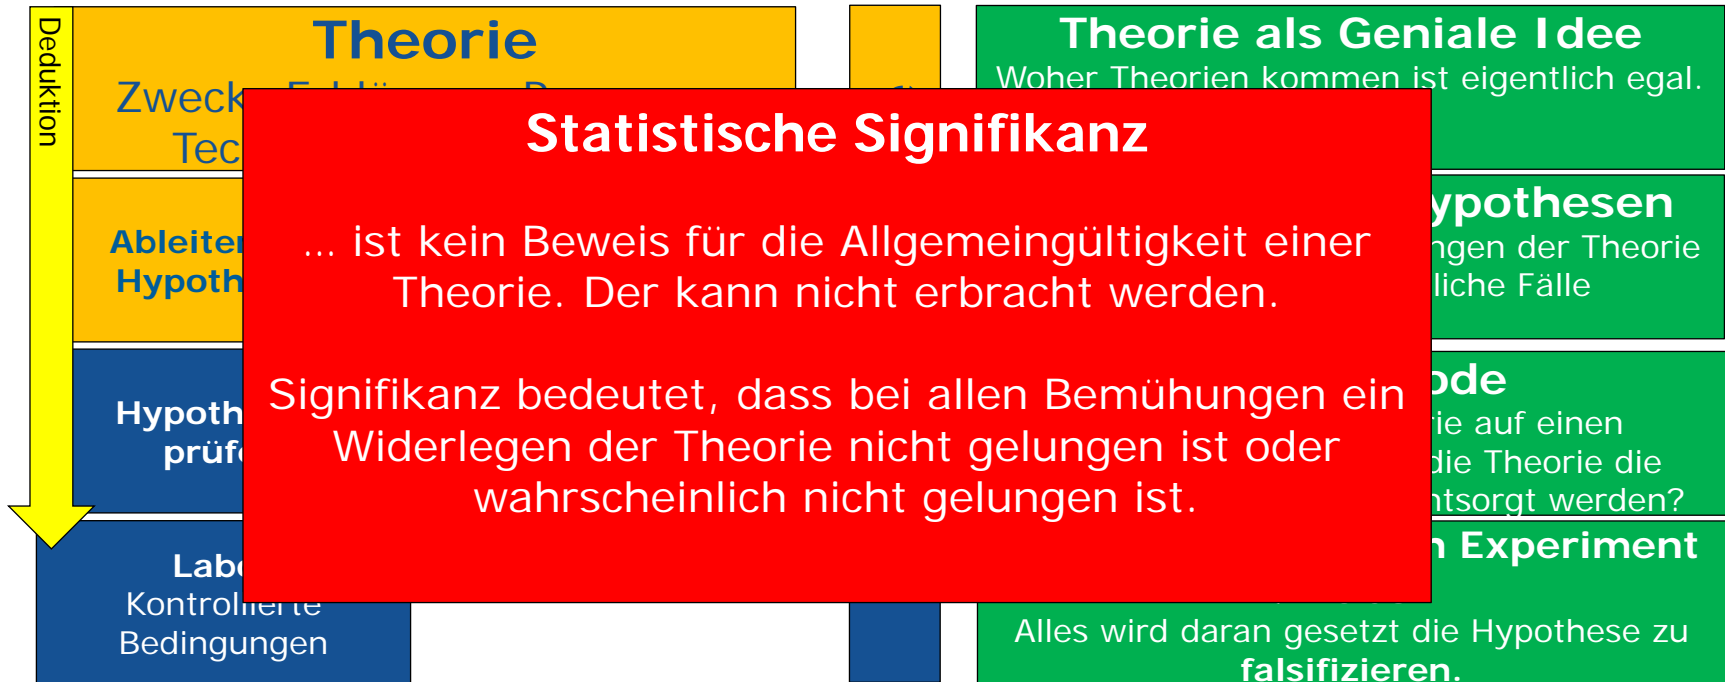 Deduktion
Theorie
Zweck
Tec
Ableiten
Hypoth
Hypoth
prüfe
Labo
Kontrollierte
Bedingungen
Statistische Signifikanz
... ist kein Beweis für die Allgemeingültigkeit einer
Theorie. Der kann nicht erbracht werden.
Signifikanz bedeutet, dass bei allen Bemühungen ein
Widerlegen der Theorie nicht gelungen ist oder
wahrscheinlich nicht gelungen ist.
Theorie als Geniale Idee
Woher Theorien kommen ist eigentlich egal.
ypothesen
ngen der Theorie
liche Fälle
ode
ie auf einen
die Theorie die
ntsorgt werden?
n Experiment
Alles wird daran gesetzt die Hypothese zu
falsifizieren.